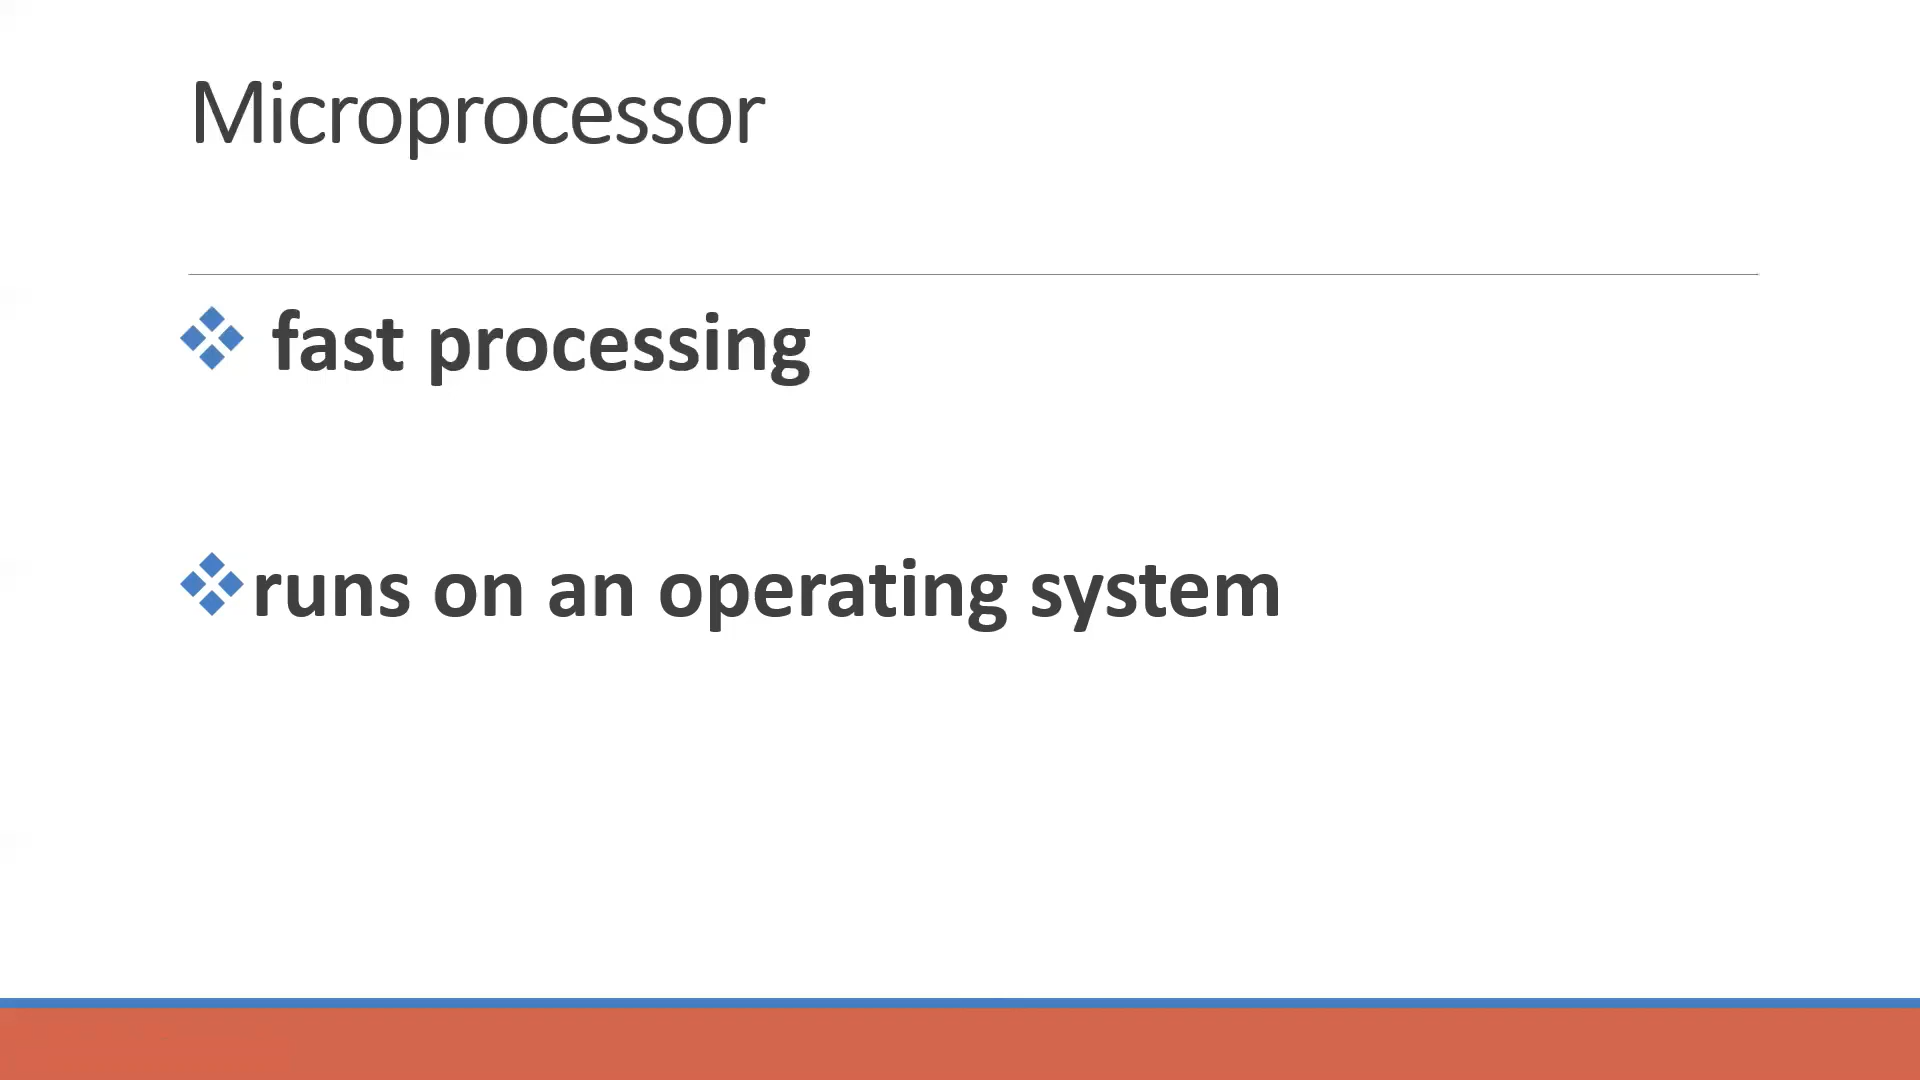 Microprocessor
fast processing
runs on an operating system